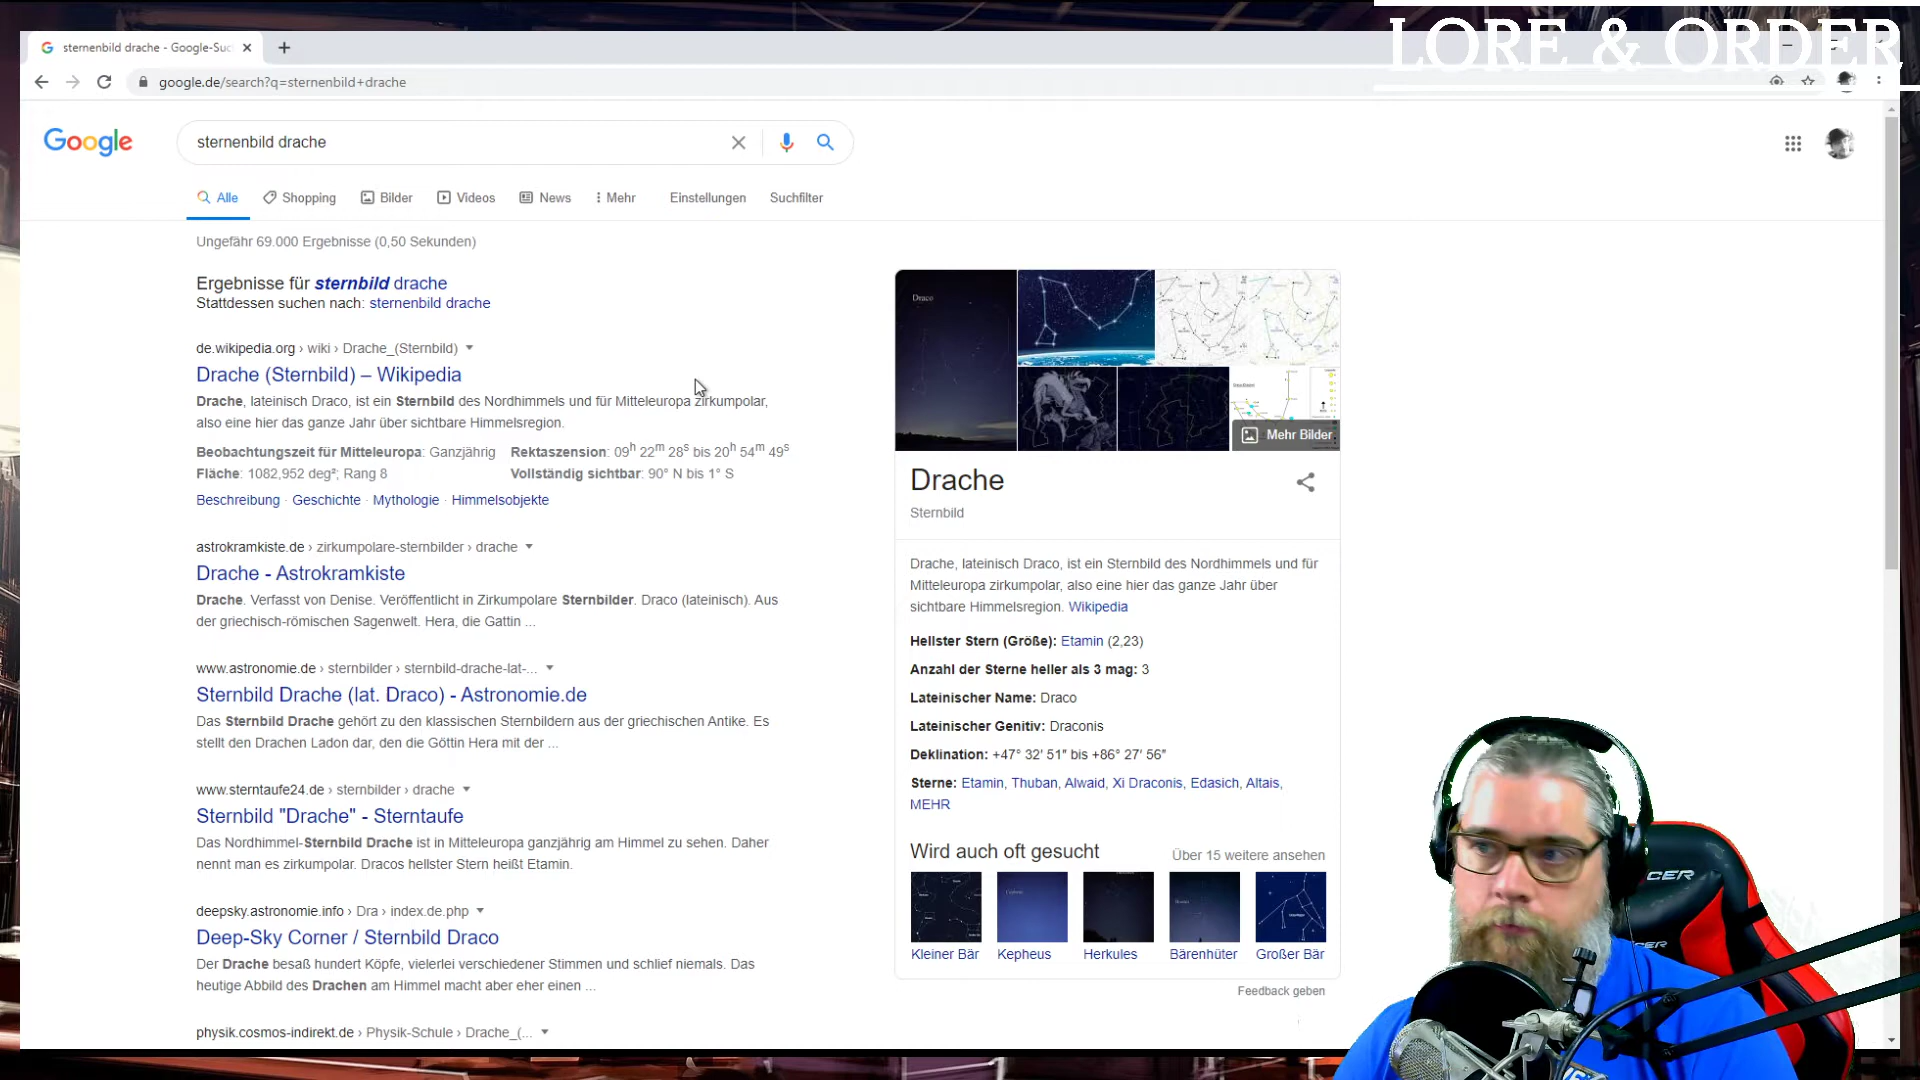 LORE & ORDER
sternenbild drache - Google-Suc
google.de/search?q=sternenbild+drache
Google
sternenbild drache
Alle
Shopping
Bilder
Videos
News
Mehr
Einstellungen
Suchfilter
Ungefähr 69.000 Ergebnisse (0,50 Sekunden)
Ergebnisse für sternbild drache
Stattdessen suchen nach: sternenbild drache
de.wikipedia.org › wiki › Drache_(Sternbild)
Drache (Sternbild) – Wikipedia
Drache, lateinisch Draco, ist ein Sternbild des Nordhimmels und für Mitteleuropa zirkumpolar,
also eine hier das ganze Jahr über sichtbare Himmelsregion.
Beobachtungszeit für Mitteleuropa: Ganzjährig
Rektaszension: 09h 22m 28s bis 20h 54m 49s
Fläche: 1082,952 deg²; Rang 8
Vollständig sichtbar: 90° N bis 1° S
Beschreibung · Geschichte · Mythologie · Himmelsobjekte
astrokramkiste.de › zirkumpolare-sternbilder › drache
Drache - Astrokramkiste
Drache. Verfasst von Denise. Veröffentlicht in Zirkumpolare Sternbilder. Draco (lateinisch). Aus
der griechisch-römischen Sagenwelt. Hera, die Gattin ...
www.astronomie.de › sternbilder › sternbild-drache-lat-...
Sternbild Drache (lat. Draco) - Astronomie.de
Das Sternbild Drache gehört zu den klassischen Sternbildern aus der griechischen Antike. Es
stellt den Drachen Ladon dar, den die Göttin Hera mit der ...
www.sterntaufe24.de › sternbilder › drache
Sternbild "Drache" - Sterntaufe
Das Nordhimmel-Sternbild Drache ist in Mitteleuropa ganzjährig am Himmel zu sehen. Daher
nennt man es zirkumpolar. Dracos hellster Stern heißt Etamin.
deepsky.astronomie.info › Dra › index.de.php
Deep-Sky Corner / Sternbild Draco
Der Drache besaß hundert Köpfe, vielerlei verschiedener Stimmen und schlief niemals. Das
heutige Abbild des Drachen am Himmel macht aber eher einen ...
physik.cosmos-indirekt.de › Physik-Schule › Drache_(...
Draco
Mehr Bilder
Drache
Sternbild
Drache, lateinisch Draco, ist ein Sternbild des Nordhimmels und für
Mitteleuropa zirkumpolar, also eine hier das ganze Jahr über
sichtbare Himmelsregion. Wikipedia
Hellster Stern (Größe): Etamin (2,23)
Anzahl der Sterne heller als 3 mag: 3
Lateinischer Name: Draco
Lateinischer Genitiv: Draconis
Deklination: +47° 32′ 51″ bis +86° 27′ 56″
Sterne: Etamin, Thuban, Alwaid, Xi Draconis, Edasich, Altais,
MEHR
Wird auch oft gesucht
Über 15 weitere ansehen
Kleiner Bär
Kepheus
Herkules
Bärenhüter
Großer Bär
Feedback geben
CER
CER